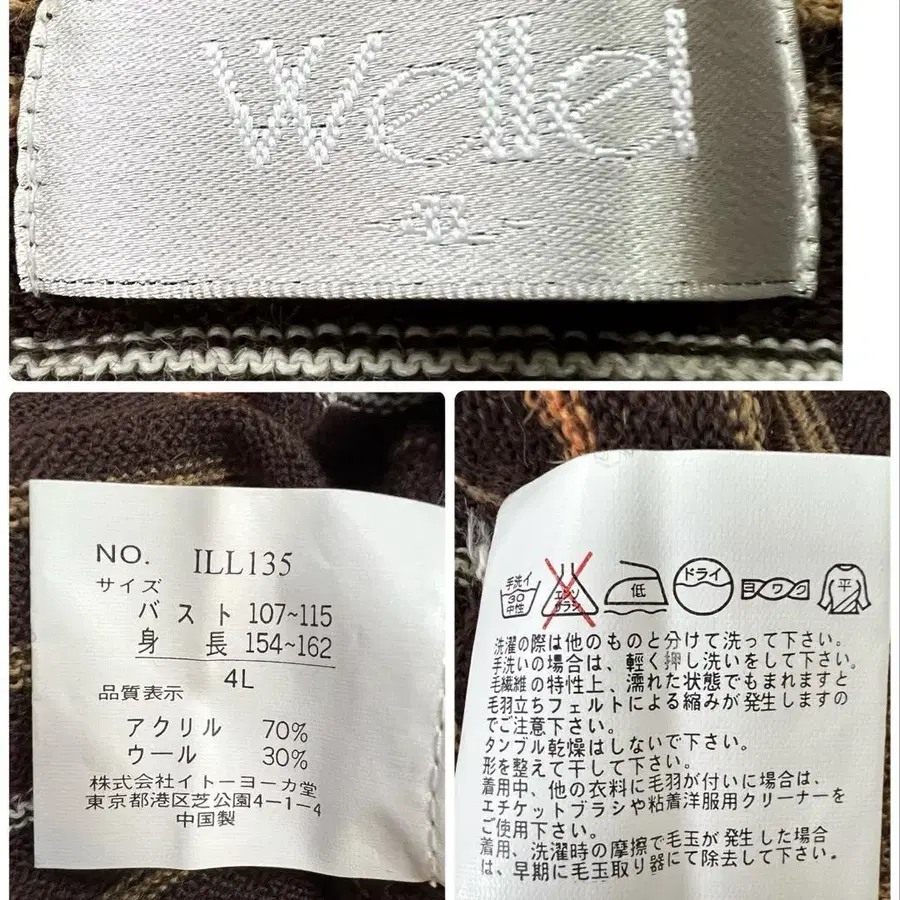 Wellel
NO. ILL135
サイズ
バスト 107~115
身長 154~162
4L
品質表示
アクリル 70%
ウール 30%
株式会社イトーヨーカ堂
東京都港区芝公園4-1-4
中国製
手洗イ
30
中性
エンソ
サラシ
低
ドライ
ヨワク
平
洗濯の際は他のものと分けて洗って下さい。
手洗いの場合は、軽く押し洗いをして下さい。
毛繊維の特性上、濡れた状態でもまれますと
毛羽立ちフェルトによる縮みが発生しますの
でご注意下さい。
タンブル乾燥はしないで下さい。
形を整えて干して下さい。
着用中、他の衣料に毛羽が付いた場合は、
エチケットブラシや粘着洋服用クリーナーを
ご使用下さい。
着用、洗濯時の摩擦で毛玉が発生した場合
は、早期に毛玉取り器にて除去して下さい。